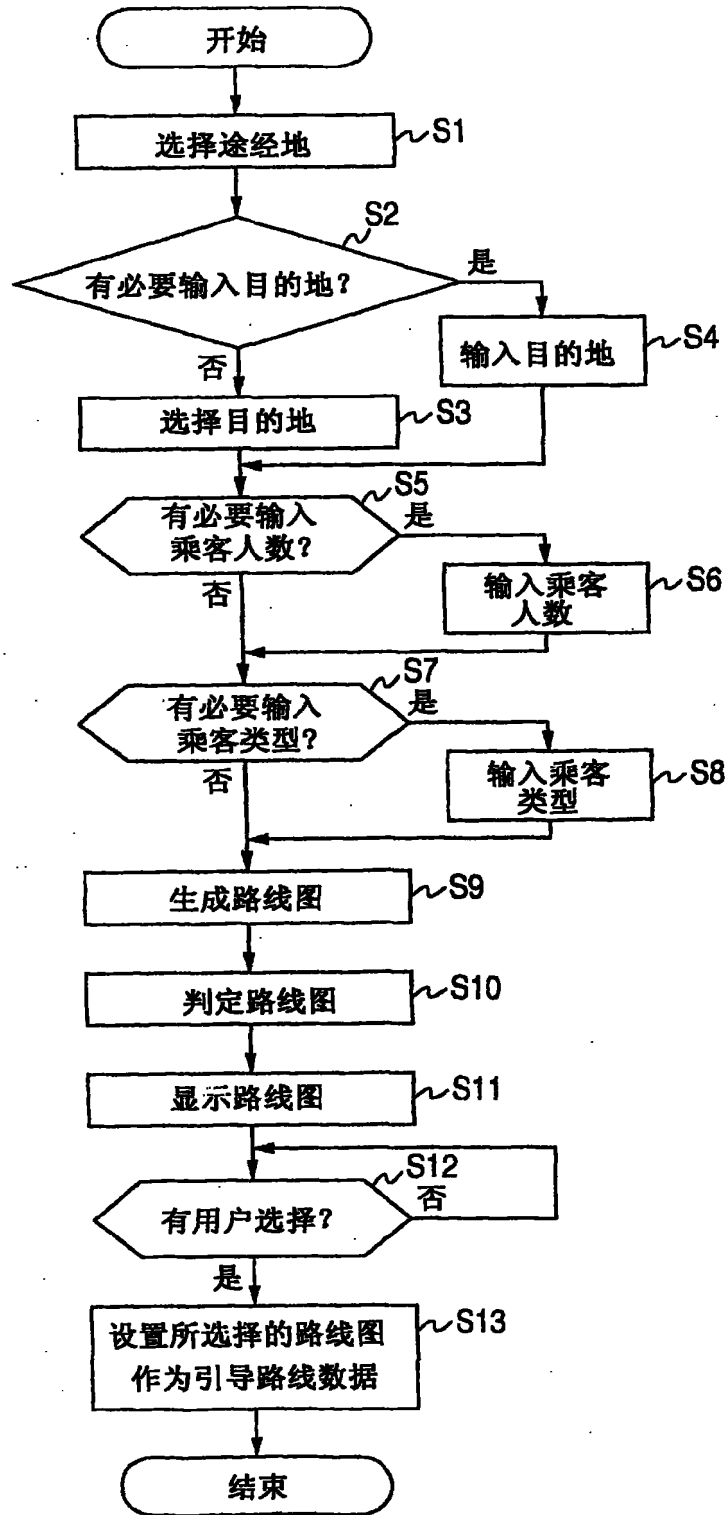 开始
选择途经地
S1
S2
有必要输入目的地？
是
否
输入目的地
S4
选择目的地
S3
S5
有必要输入
乘客人数？
是
否
输入乘客
人数
S6
S7
有必要输入
乘客类型？
是
否
输入乘客
类型
S8
生成路线图
S9
判定路线图
S10
显示路线图
S11
S12
有用户选择？
否
是
设置所选择的路线图
作为引导路线数据
S13
结束